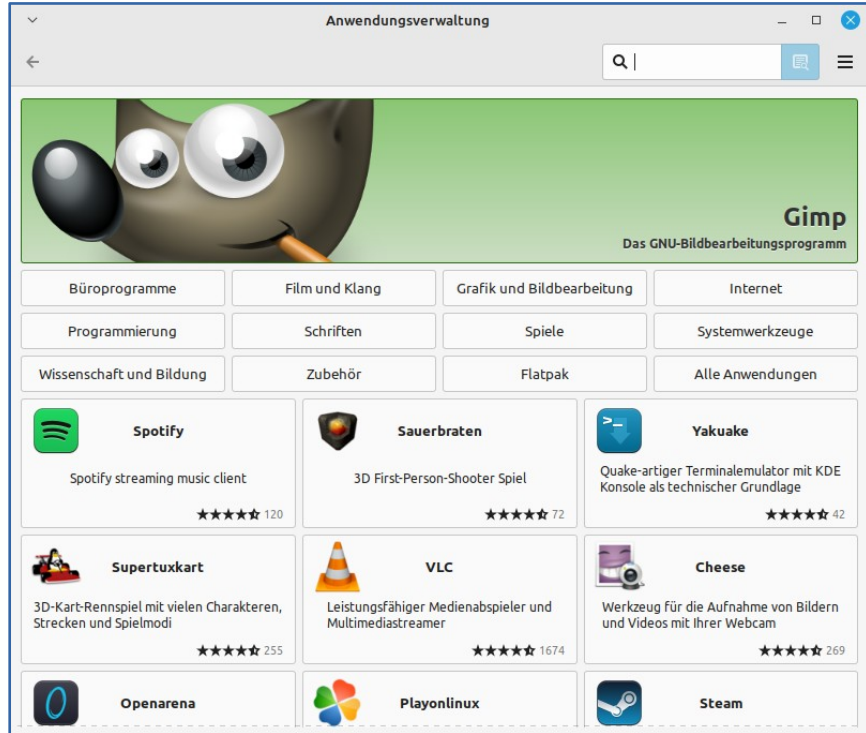 Anwendungsverwaltung
Gimp
Das GNU-Bildbearbeitungsprogramm
Büroprogramme
Film und Klang
Grafik und Bildbearbeitung
Internet
Programmierung
Schriften
Spiele
Systemwerkzeuge
Wissenschaft und Bildung
Zubehör
Flatpak
Alle Anwendungen
Spotify
Spotify streaming music client
120
Sauerbraten
3D First-Person-Shooter Spiel
72
Yakuake
Quake-artiger Terminalemulator mit KDE
Konsole als technischer Grundlage
42
Supertuxkart
3D-Kart-Rennspiel mit vielen Charakteren,
Strecken und Spielmodi
255
VLC
Leistungsfähiger Medienabspieler und
Multimediastreamer
1674
Cheese
Werkzeug für die Aufnahme von Bildern
und Videos mit Ihrer Webcam
269
Openarena
Playonlinux
Steam